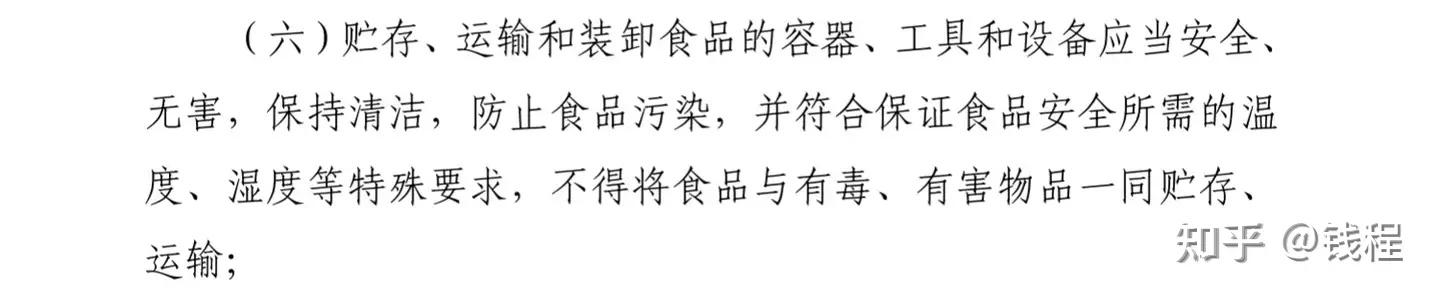 （六）贮存、运输和装卸食品的容器、工具和设备应当安全、
无害，保持清洁，防止食品污染，并符合保证食品安全所需的温
度、湿度等特殊要求，不得将食品与有毒、有害物品一同贮存、
运输；
知乎 @钱程